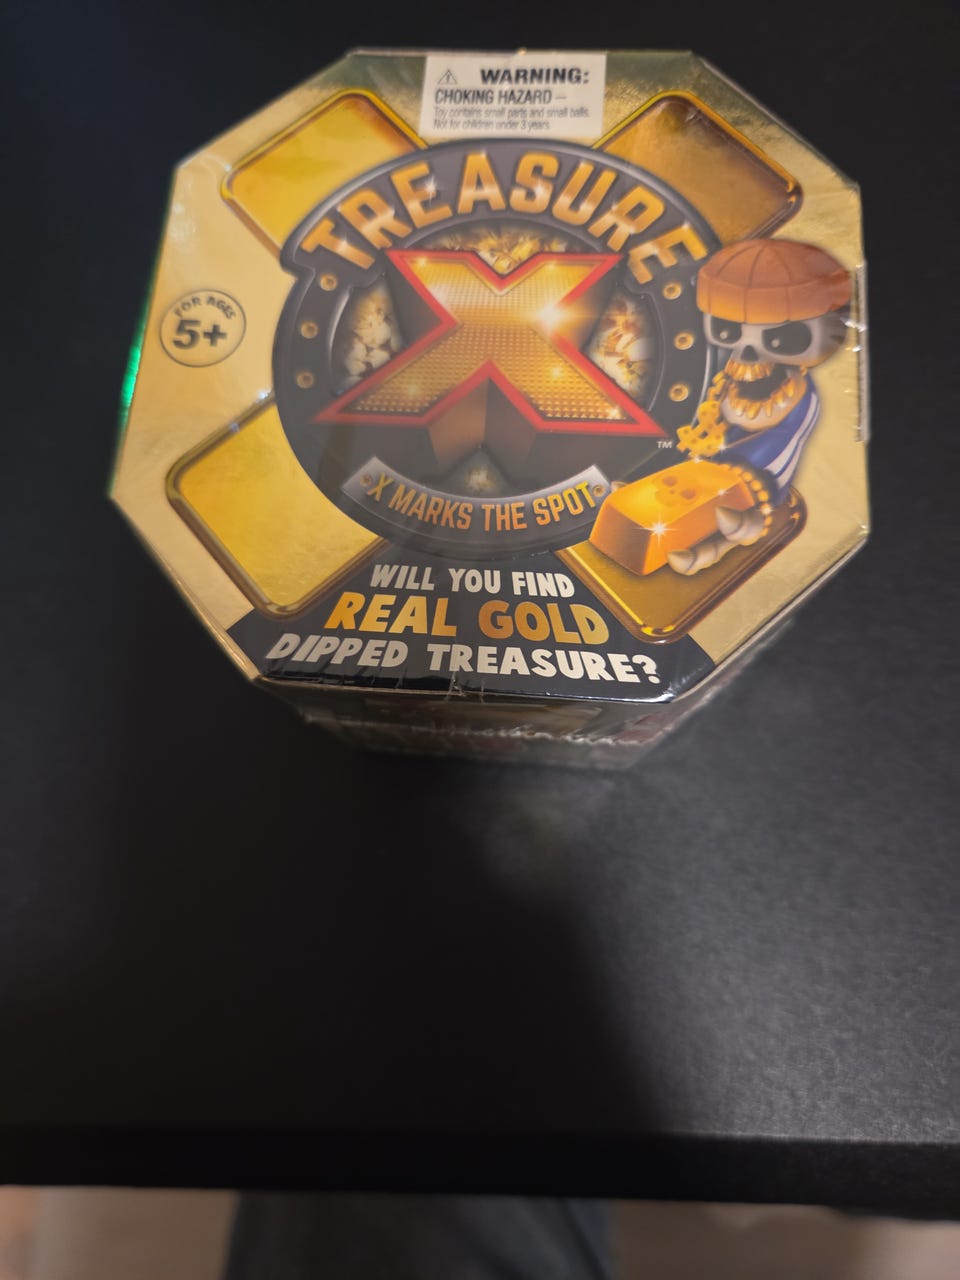 WARNING:
CHOKING HAZARD –
Toy contains small parts and small balls.
Not for children under 3 years.
TREASURE
X
TM
X MARKS THE SPOT
FOR AGES
5+
WILL YOU FIND
REAL GOLD
DIPPED TREASURE?